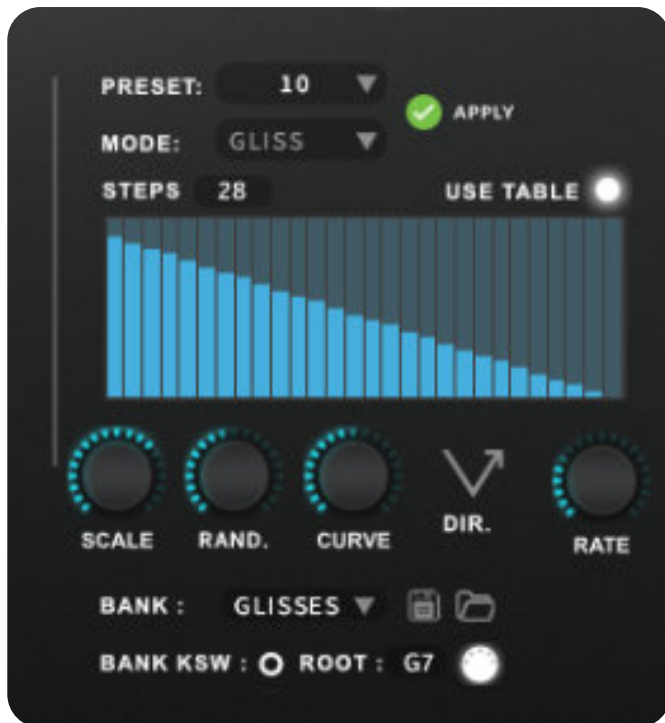 PRESET: 10
APPLY
MODE: GLISS
STEPS 28 USE TABLE
SCALE RAND. CURVE DIR. RATE
BANK : GLISSES
BANK KSW : ROOT : G7